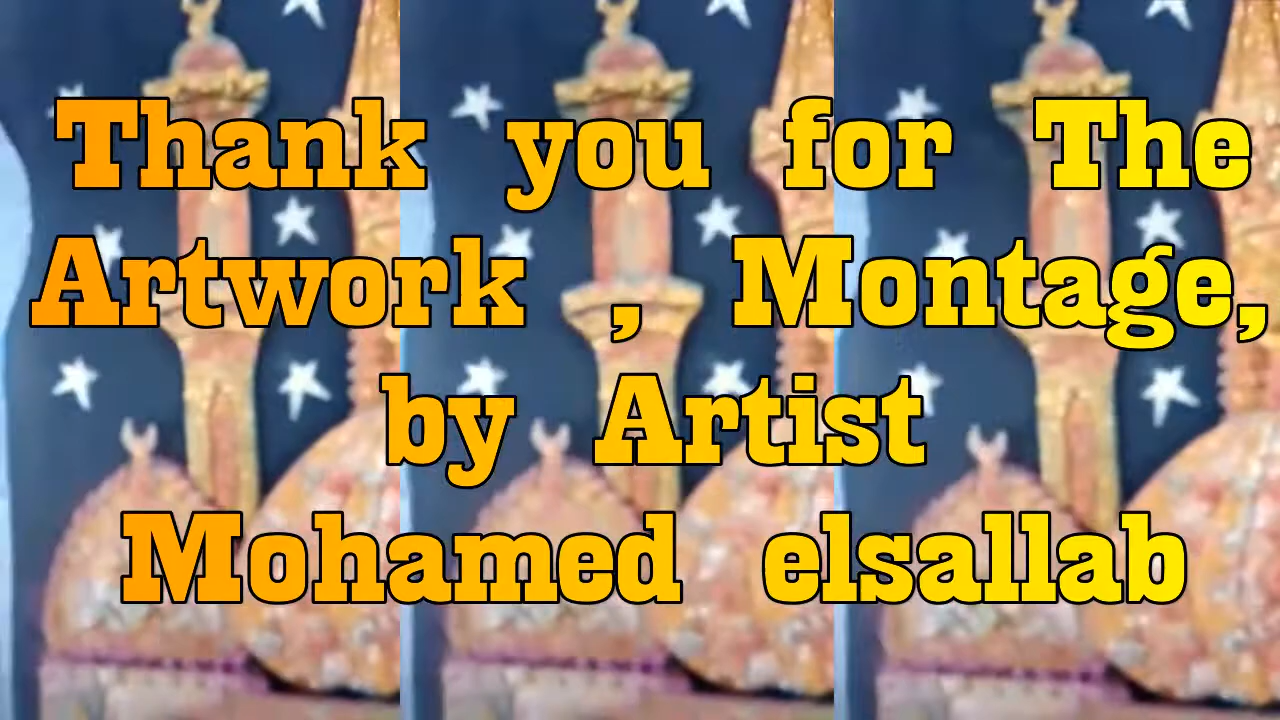 Thank you for The
Artwork , Montage,
by Artist
Mohamed elsallab